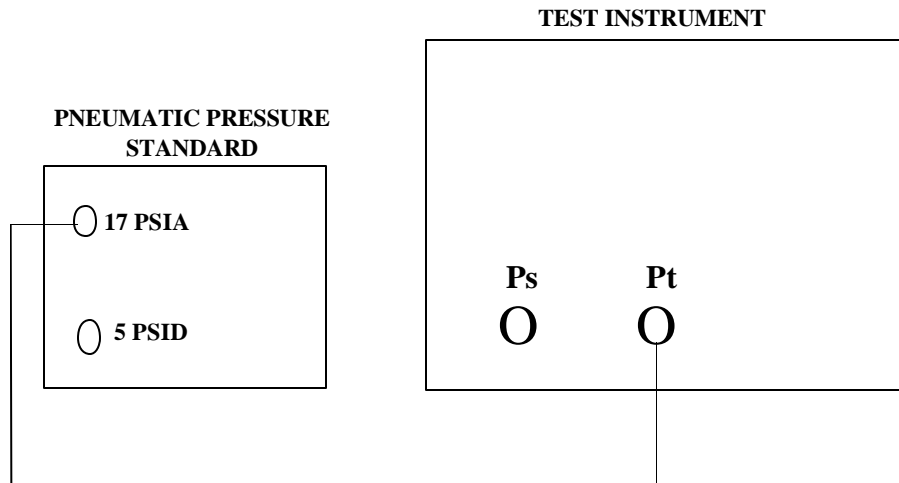 TEST INSTRUMENT
PNEUMATIC PRESSURE
STANDARD
17 PSIA
5 PSID
Ps
Pt